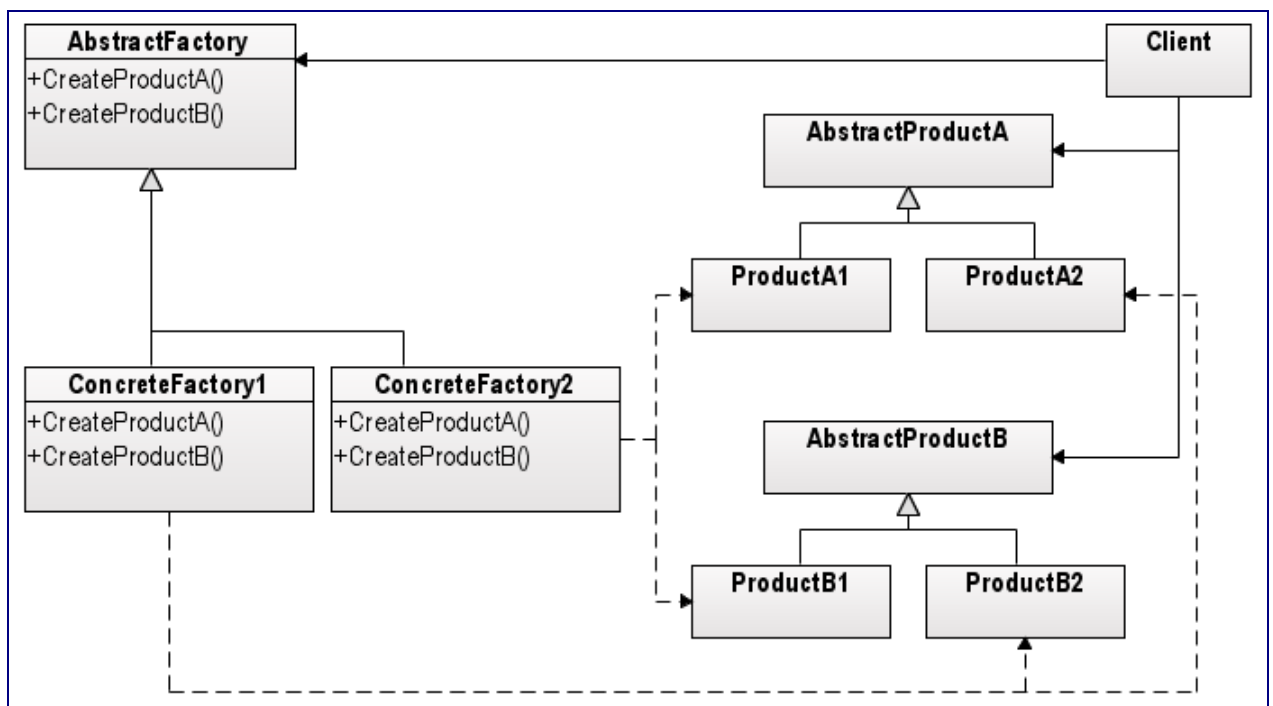 AbstractFactory
+CreateProductA()
+CreateProductB()
Client
AbstractProductA
ProductA1
ProductA2
ConcreteFactory1
+CreateProductA()
+CreateProductB()
ConcreteFactory2
+CreateProductA()
+CreateProductB()
AbstractProductB
ProductB1
ProductB2